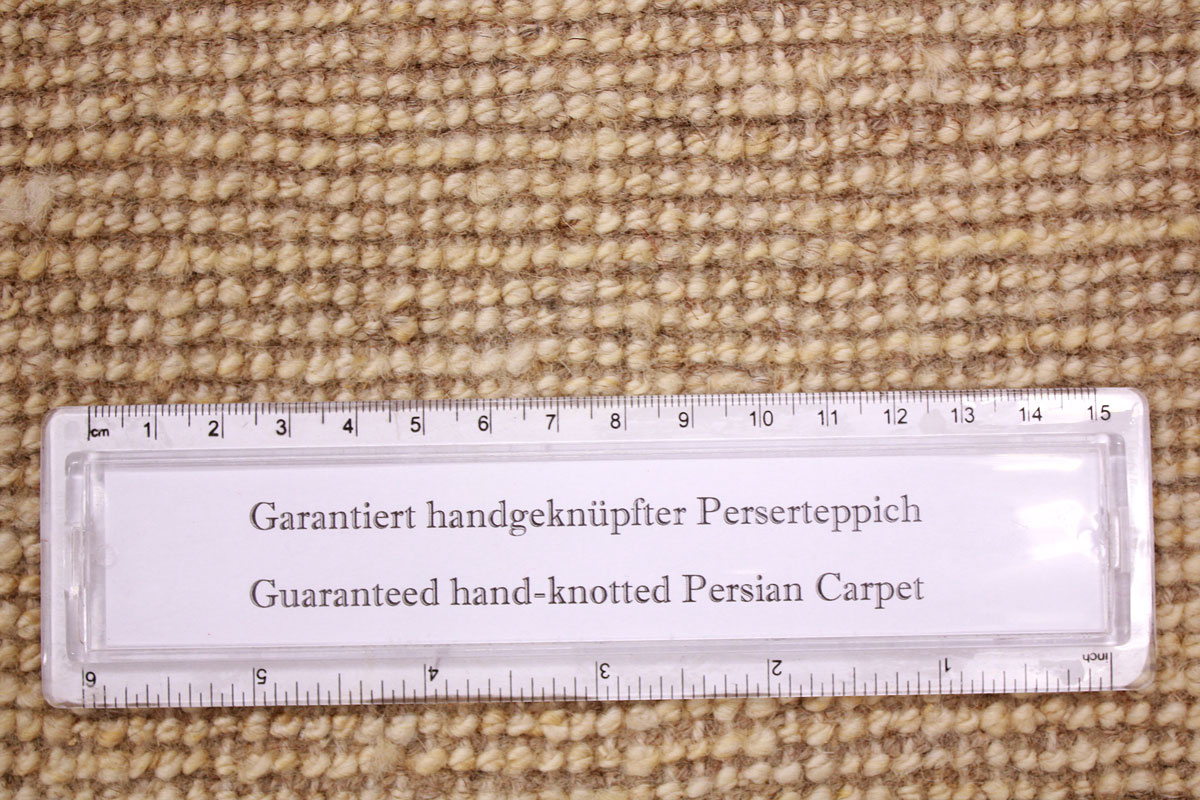 cm 1 2 3 4 5 6 7 8 9 10 11 12 13 14 15
Garantiert handgeknüpfter Perserteppich
Guaranteed hand-knotted Persian Carpet
6 5 4 3 2 1 inch